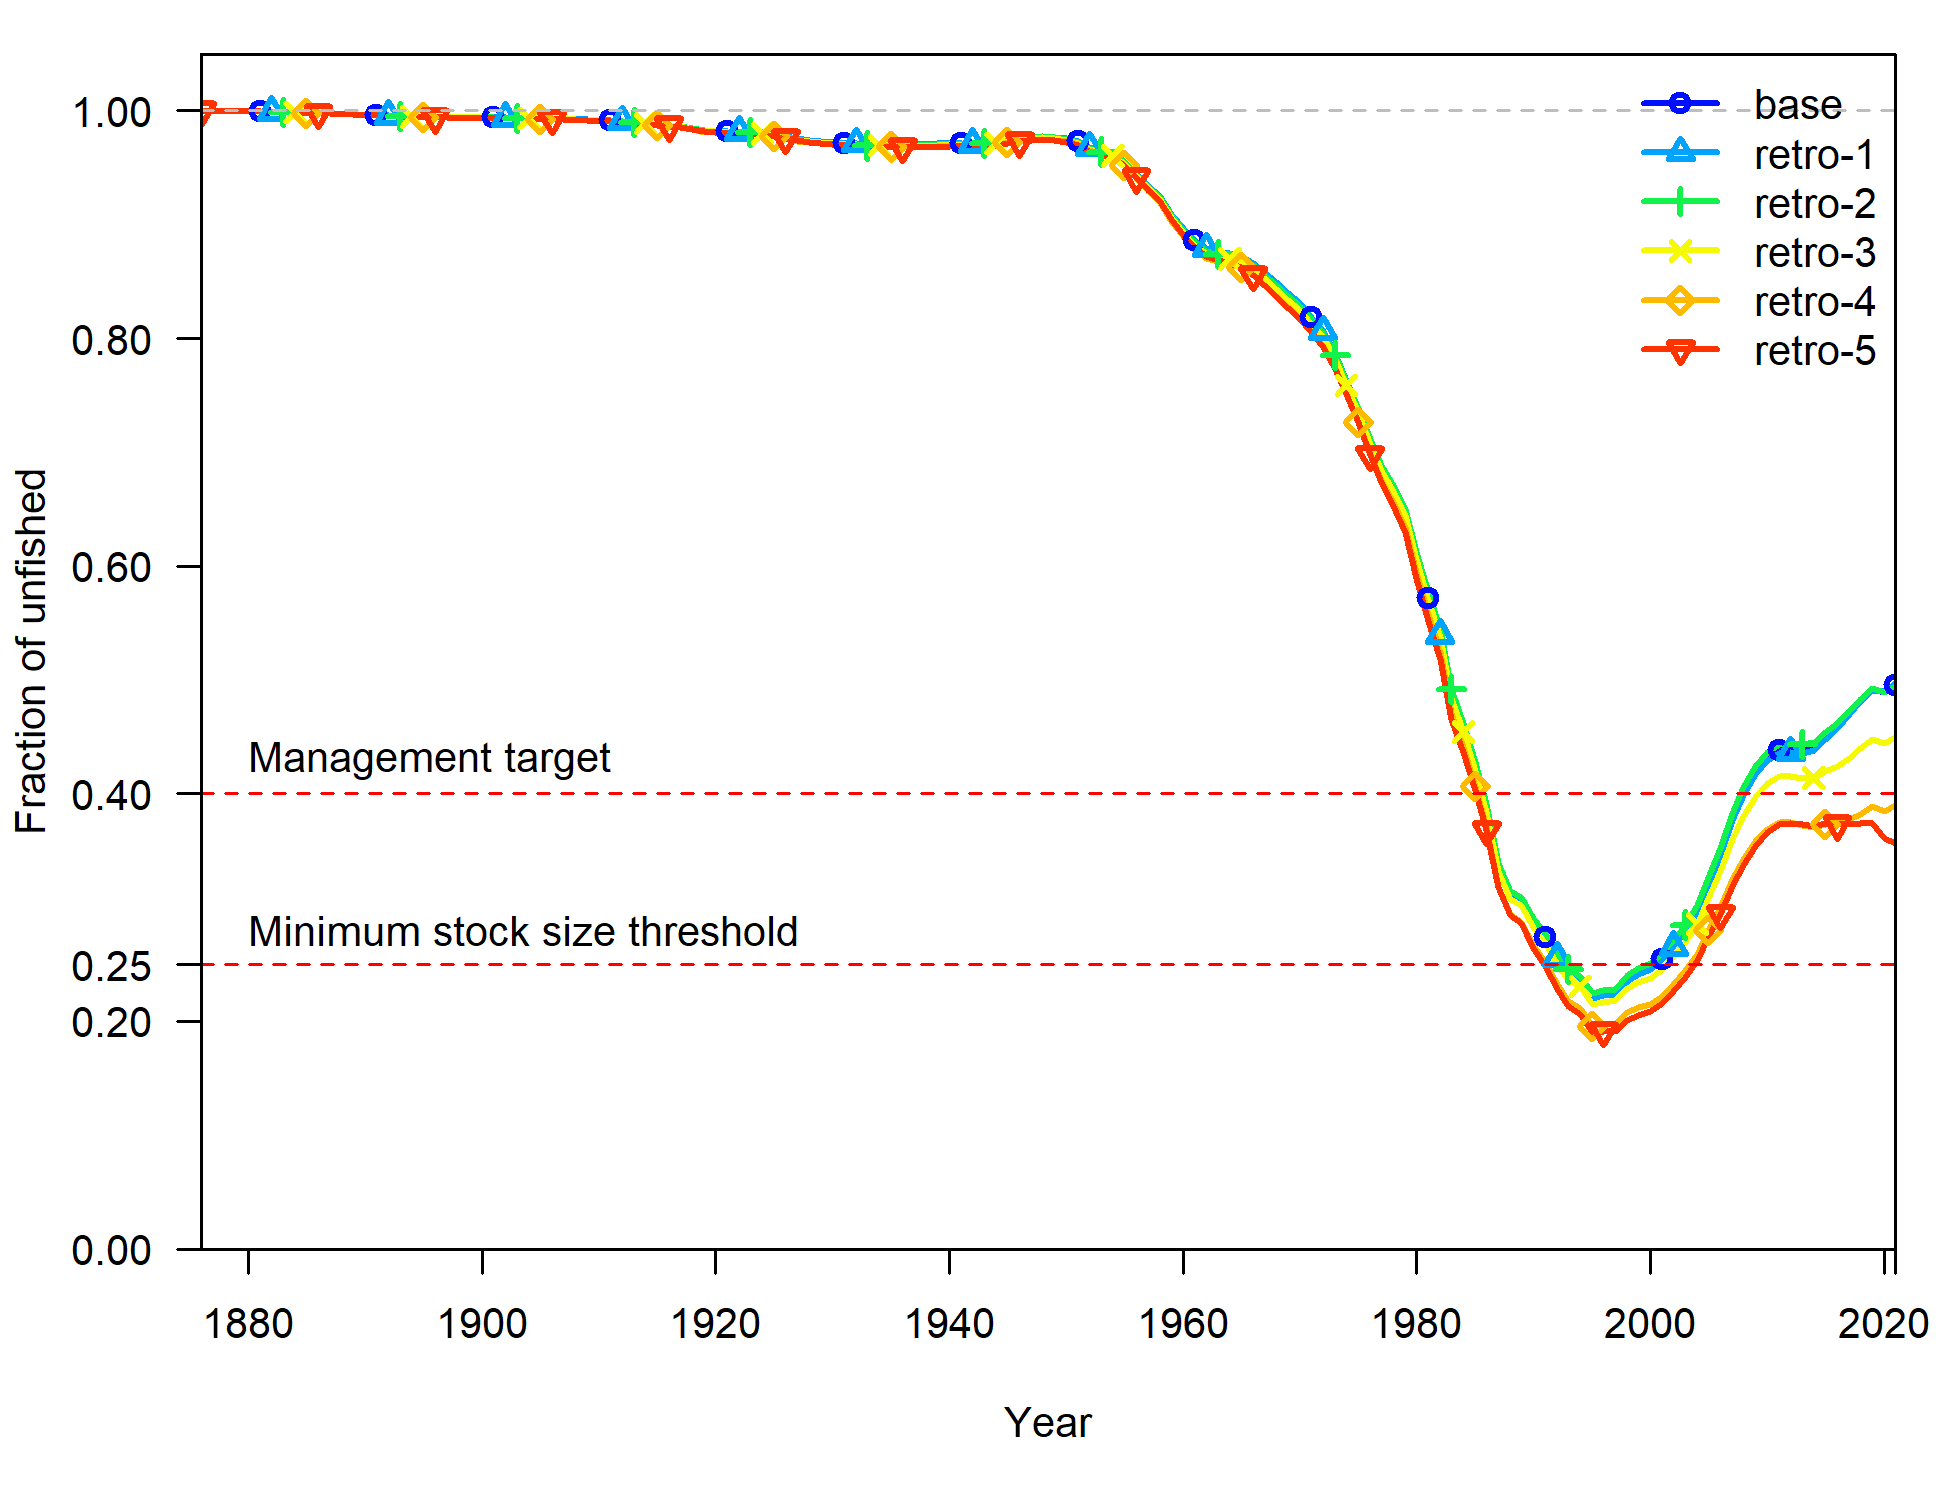 1.00
0.80
0.60
0.40
0.25
0.20
0.00
Fraction of unfished
base
retro-1
retro-2
retro-3
retro-4
retro-5
Management target
Minimum stock size threshold
1880 1900 1920 1940 1960 1980 2000 2020
Year